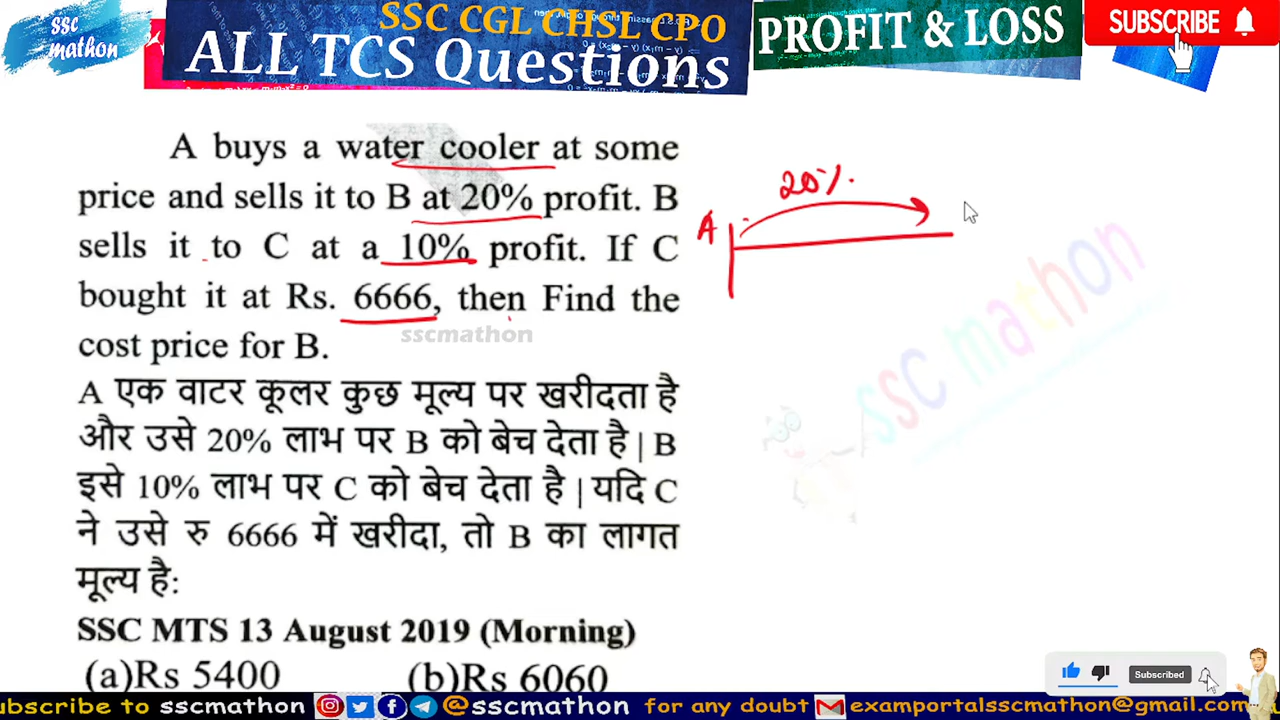 ssc
mathon
SSC CGL CHSL CPO
ALL TCS Questions
PROFIT & LOSS
SUBSCRIBE
A buys a water cooler at some
price and sells it to B at 20% profit. B
sells it to C at a 10% profit. If C
bought it at Rs. 6666, then Find the
cost price for B.
sscmathon
A एक वाटर कूलर कुछ मूल्य पर खरीदता है
और उसे 20% लाभ पर B को बेच देता है | B
इसे 10% लाभ पर C को बेच देता है | यदि C
ने उसे रु 6666 में खरीदा, तो B का लागत
मूल्य है:
SSC MTS 13 August 2019 (Morning)
(a)Rs 5400 (b)Rs 6060
20%.
A
ssc mathon
Subscribed
ubscribe to sscmathon @sscmathon for any doubt examportalsscmathon@gmail.com